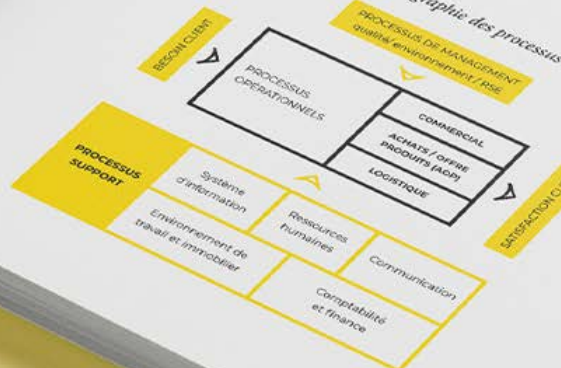 graphie des processus
PROCESSUS DE MANAGEMENT
qualité/environnement / RSE
BESOIN CLIENT
PROCESSUS
OPÉRATIONNELS
COMMERCIAL
ACHATS / OFFRE
PRODUITS (AOP)
LOGISTIQUE
SATISFACTION CL
PROCESSUS
SUPPORT
Système
d'information
Ressources
humaines
Communication
Environnement de
travail et immobilier
Comptabilité
et finance